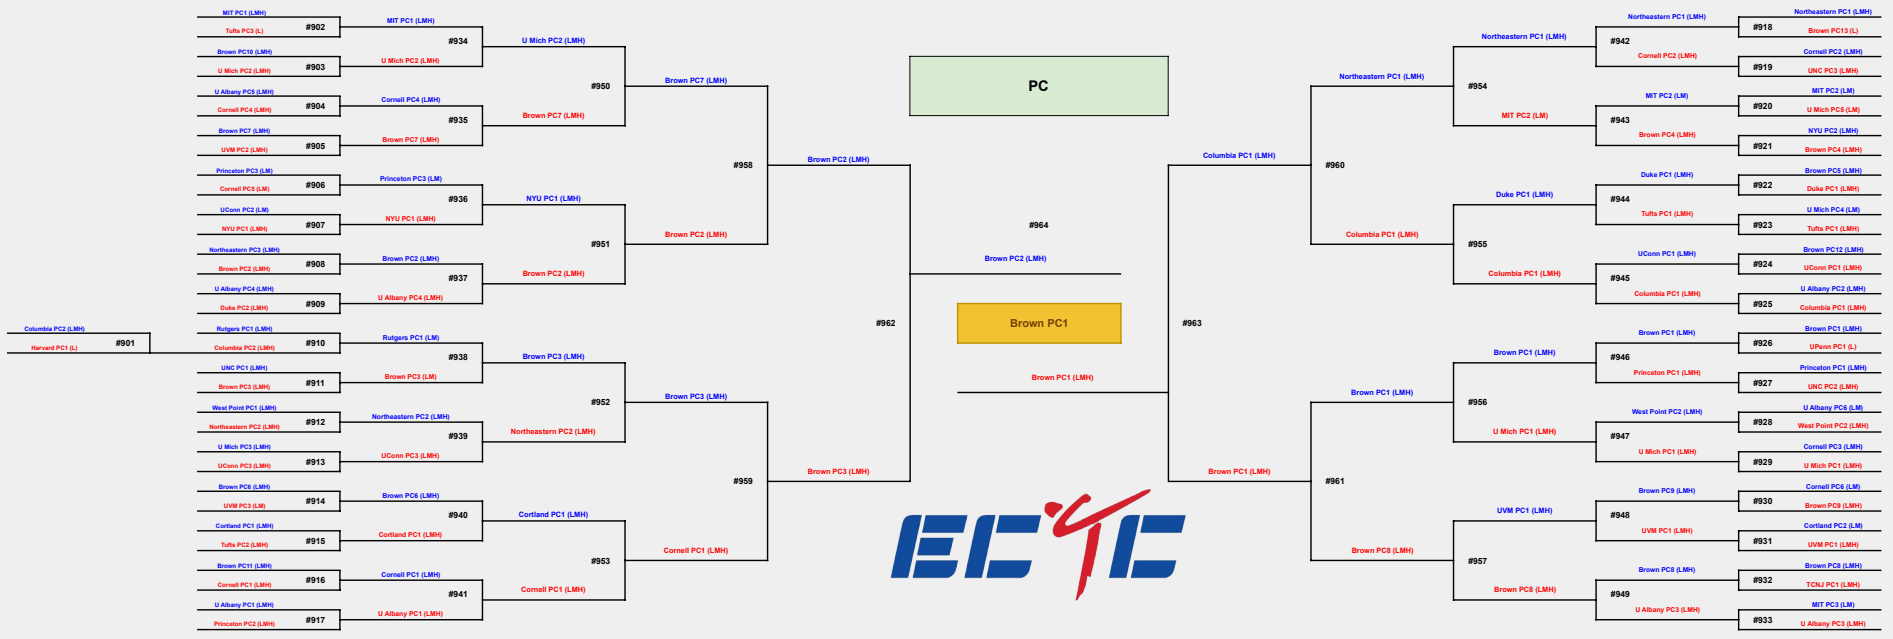 MIT PC1 (LMH)
#902
Tufts PC3 (L)
Brown PC10 (LMH)
#903
U Mich PC2 (LMH)
U Albany PC5 (LMH)
#904
Cornell PC4 (LMH)
Brown PC7 (LMH)
#905
UVM PC2 (LMH)
Princeton PC3 (LM)
#906
Cornell PC5 (LM)
UConn PC2 (LM)
#907
NYU PC1 (LMH)
Northeastern PC3 (LMH)
#908
Brown PC2 (LMH)
U Albany PC4 (LMH)
#909
Duke PC2 (LMH)
Columbia PC2 (LMH)
#901
Harvard PC1 (L)
Rutgers PC1 (LMH)
#910
Columbia PC2 (LMH)
UNC PC1 (LMH)
#911
Brown PC3 (LMH)
West Point PC1 (LMH)
#912
Northeastern PC2 (LMH)
U Mich PC3 (LMH)
#913
UConn PC3 (LMH)
Brown PC6 (LMH)
#914
UVM PC3 (LM)
Cortland PC1 (LMH)
#915
Tufts PC2 (LMH)
Brown PC11 (LMH)
#916
Cornell PC1 (LMH)
U Albany PC1 (LMH)
#917
Princeton PC2 (LMH)
MIT PC1 (LMH)
#934
U Mich PC2 (LMH)
Cornell PC4 (LMH)
#935
Brown PC7 (LMH)
Princeton PC3 (LM)
#936
NYU PC1 (LMH)
Brown PC2 (LMH)
#937
U Albany PC4 (LMH)
Rutgers PC1 (LM)
#938
Brown PC3 (LM)
Northeastern PC2 (LMH)
#939
UConn PC3 (LMH)
Brown PC6 (LMH)
#940
Cortland PC1 (LMH)
Cornell PC1 (LMH)
#941
U Albany PC1 (LMH)
U Mich PC2 (LMH)
#950
Brown PC7 (LMH)
NYU PC1 (LMH)
#951
Brown PC2 (LMH)
Brown PC3 (LMH)
#952
Northeastern PC2 (LMH)
Cortland PC1 (LMH)
#953
Cornell PC1 (LMH)
Brown PC7 (LMH)
#958
Brown PC2 (LMH)
Brown PC3 (LMH)
#959
Cornell PC1 (LMH)
Brown PC2 (LMH)
#962
Brown PC3 (LMH)
PC
#964
Brown PC2 (LMH)
Brown PC1
Brown PC1 (LMH)
ECTC
Columbia PC1 (LMH)
#963
Brown PC1 (LMH)
Northeastern PC1 (LMH)
#960
Columbia PC1 (LMH)
Brown PC1 (LMH)
#961
Brown PC8 (LMH)
Northeastern PC1 (LMH)
#954
MIT PC2 (LM)
Duke PC1 (LMH)
#955
Columbia PC1 (LMH)
Brown PC1 (LMH)
#956
U Mich PC1 (LMH)
UVM PC1 (LMH)
#957
Brown PC8 (LMH)
Northeastern PC1 (LMH)
#942
Cornell PC2 (LMH)
MIT PC2 (LM)
#943
Brown PC4 (LMH)
Duke PC1 (LMH)
#944
Tufts PC1 (LMH)
UConn PC1 (LMH)
#945
Columbia PC1 (LMH)
Brown PC1 (LMH)
#946
Princeton PC1 (LMH)
West Point PC2 (LMH)
#947
U Mich PC1 (LMH)
Brown PC9 (LMH)
#948
UVM PC1 (LMH)
Brown PC8 (LMH)
#949
U Albany PC3 (LMH)
Northeastern PC1 (LMH)
#918
Brown PC13 (L)
Cornell PC2 (LMH)
#919
UNC PC3 (LMH)
MIT PC2 (LM)
#920
U Mich PC5 (LM)
NYU PC2 (LMH)
#921
Brown PC4 (LMH)
Brown PC5 (LMH)
#922
Duke PC1 (LMH)
U Mich PC4 (LM)
#923
Tufts PC1 (LMH)
Brown PC12 (LMH)
#924
UConn PC1 (LMH)
U Albany PC2 (LMH)
#925
Columbia PC1 (LMH)
Brown PC1 (LMH)
#926
UPenn PC1 (L)
Princeton PC1 (LMH)
#927
UNC PC2 (LMH)
U Albany PC6 (LM)
#928
West Point PC2 (LMH)
Cornell PC3 (LMH)
#929
U Mich PC1 (LMH)
Cornell PC6 (LM)
#930
Brown PC9 (LMH)
Cortland PC2 (LM)
#931
UVM PC1 (LMH)
Brown PC8 (LMH)
#932
TCNJ PC1 (LMH)
MIT PC3 (LM)
#933
U Albany PC3 (LMH)